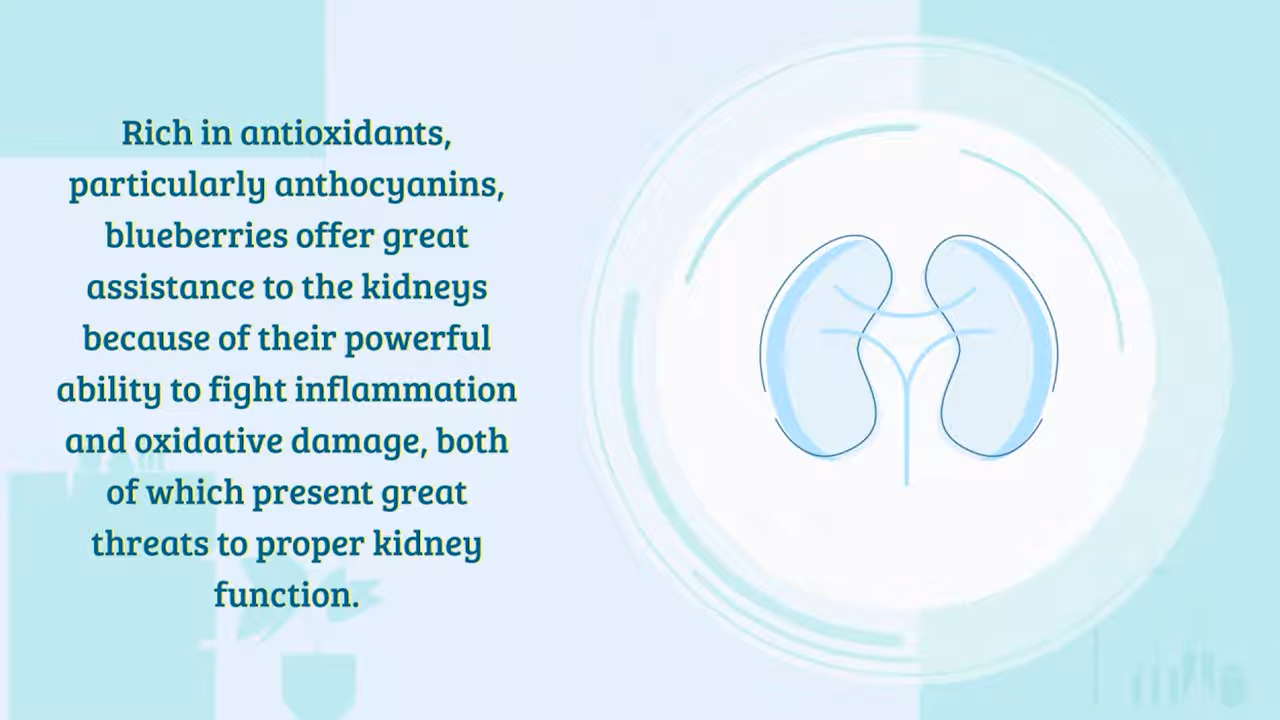 Rich in antioxidants,
particularly anthocyanins,
blueberries offer great
assistance to the kidneys
because of their powerful
ability to fight inflammation
and oxidative damage, both
of which present great
threats to proper kidney
function.